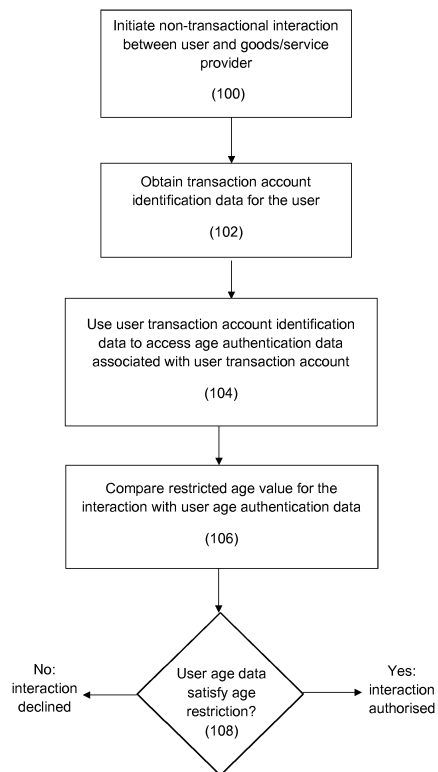 Initiate non-transactional interaction
between user and goods/service
provider
(100)
Obtain transaction account
identification data for the user
(102)
Use user transaction account identification
data to access age authentication data
associated with user transaction account
(104)
Compare restricted age value for the
interaction with user age authentication data
(106)
No:
interaction
declined
User age data
satisfy age
restriction?
(108)
Yes:
interaction
authorised